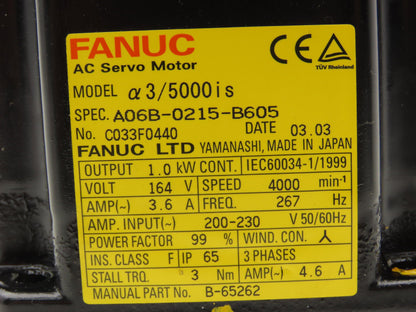 FANUC
AC Servo Motor
CE TÜV Rheinland
MODEL α3/5000is
SPEC. A06B-0215-B605
No. C033F0440 DATE 03.03
FANUC LTD YAMANASHI, MADE IN JAPAN
OUTPUT 1.0 kW CONT. IEC60034-1/1999
VOLT 164 V SPEED 4000 min⁻¹
AMP(~) 3.6 A FREQ. 267 Hz
AMP. INPUT(~) 200-230 V 50/60Hz
POWER FACTOR 99 % WIND. CON. 人
INS. CLASS F IP 65 3 PHASES
STALL TRQ. 3 Nm AMP(~) 4.6 A
MANUAL PART No. B-65262